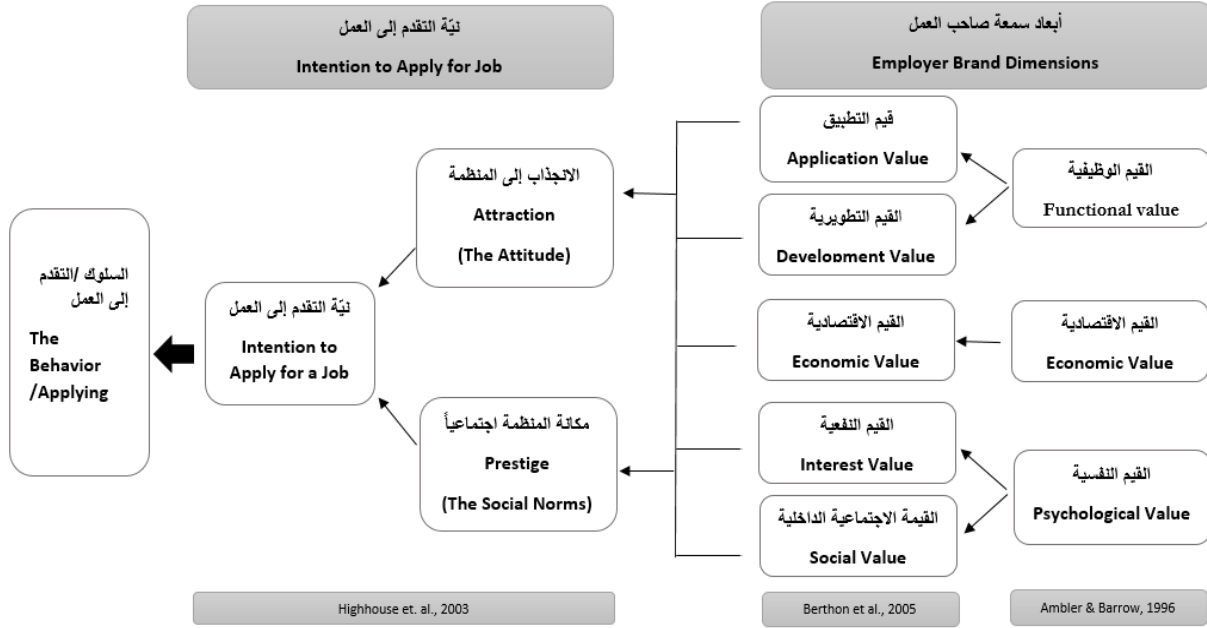 أبعاد سمعة صاحب العمل
Employer Brand Dimensions
نيّة التقدم إلى العمل
Intention to Apply for Job
القيم الوظيفية
Functional value
القيم الاقتصادية
Economic Value
القيم النفسية
Psychological Value
قيم التطبيق
Application Value
القيم التطويرية
Development Value
القيم الاقتصادية
Economic Value
القيم النفعية
Interest Value
القيمة الاجتماعية الداخلية
Social Value
الانجذاب إلى المنظمة
Attraction
(The Attitude)
مكانة المنظمة اجتماعياً
Prestige
(The Social Norms)
نيّة التقدم إلى العمل
Intention to
Apply for a Job
السلوك /التقدم
إلى العمل
The
Behavior
/Applying
Ambler & Barrow, 1996
Berthon et al., 2005
Highhouse et. al., 2003